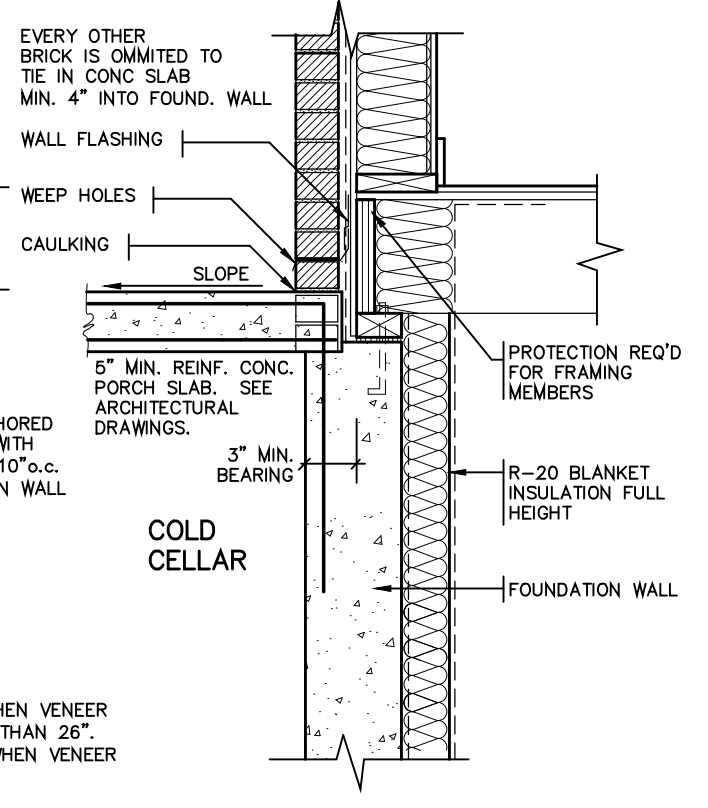 EVERY OTHER
BRICK IS OMMITED TO
TIE IN CONC SLAB
MIN. 4" INTO FOUND. WALL
WALL FLASHING
WEEP HOLES
CAULKING
SLOPE
5" MIN. REINF. CONC.
PORCH SLAB. SEE
ARCHITECTURAL
DRAWINGS.
PROTECTION REQ'D
FOR FRAMING
MEMBERS
WITH
10"o.c.
WALL
3" MIN.
BEARING
R-20 BLANKET
INSULATION FULL
HEIGHT
COLD
CELLAR
FOUNDATION WALL
VENEER
THAN 26".
WHEN VENEER